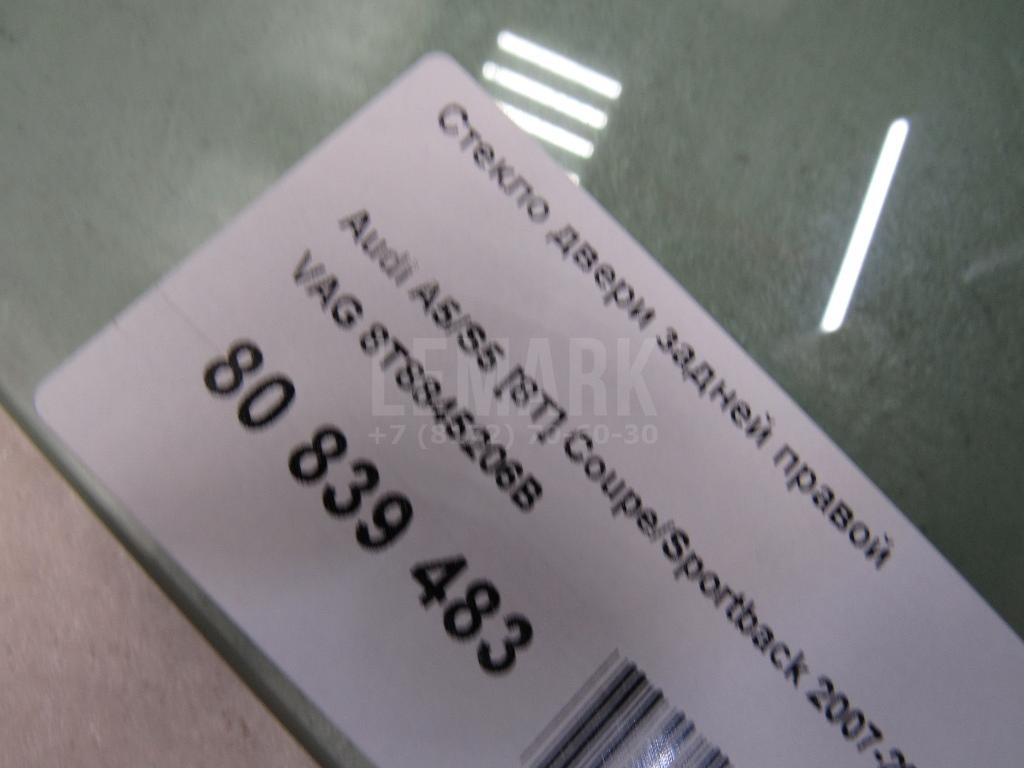 Стекло двери задней правой
Audi A5/S5 [8T] Coupe/Sportback 2007-2
VAG 8T8845206B
80 839 483
LEMARK